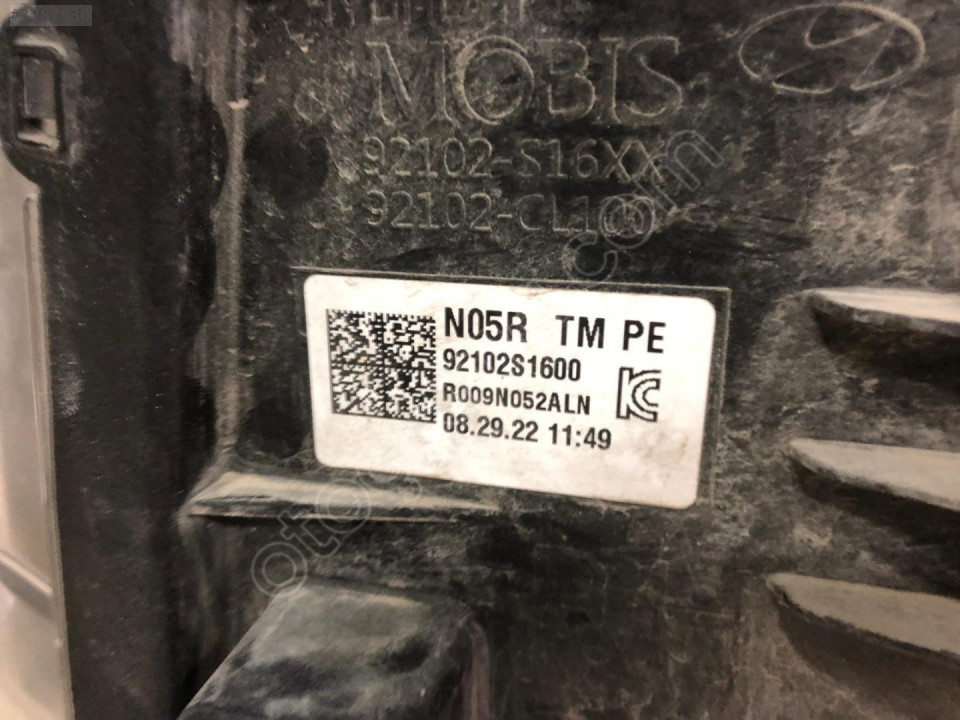 MOBIS
92102-S16XX
92102-CL100
N05R TM PE
92102S1600
R009N052ALN
08.29.22 11:49